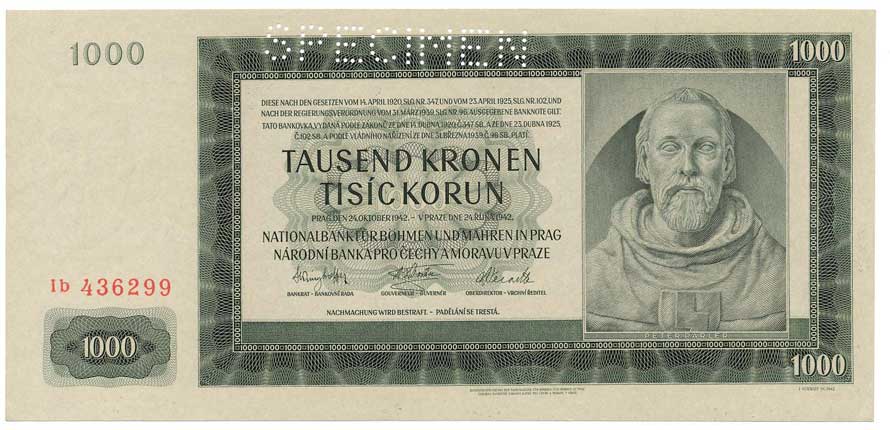 SPECIMEN
1000
1000
DIESE NACH DEN GESETZEN VOM 14. APRIL 1920, SLG. NR. 347, UND VOM 23. APRIL 1925, SLG. NR. 102, UND
NACH DER REGIERUNGSVERORDNUNG VOM 31. MÄRZ 1939, SLG. NR. 96, AUSGEGEBENE BANKNOTE GILT.
TATO BANKOVKA, VYDANÁ PODLE ZÁKONŮ ZE DNE 14. DUBNA 1920, Č. 347 SB. A ZE DNE 23. DUBNA 1925,
Č. 102 SB. A PODLE VLÁDNÍHO NAŘÍZENÍ ZE DNE 31. BŘEZNA 1939, Č. 96 SB. PLATÍ
TAUSEND KRONEN
TISÍC KORUN
PRAG, DEN 24. OKTOBER 1942. – V PRAZE DNE 24. ŘÍJNA 1942.
NATIONALBANK FÜR BÖHMEN UND MÄHREN IN PRAG
NÁRODNÍ BANKA PRO ČECHY A MORAVU V PRAZE
Ib 436299
BANKRAT – BANKOVNÍ RADA
GOUVERNEUR – GUVERNÉR
OBERDIREKTOR – VRCHNÍ ŘEDITEL
NACHMACHUNG WIRD BESTRAFT. – PADĚLÁNÍ SE TRESTÁ.
PETER PARLER
1000
1000